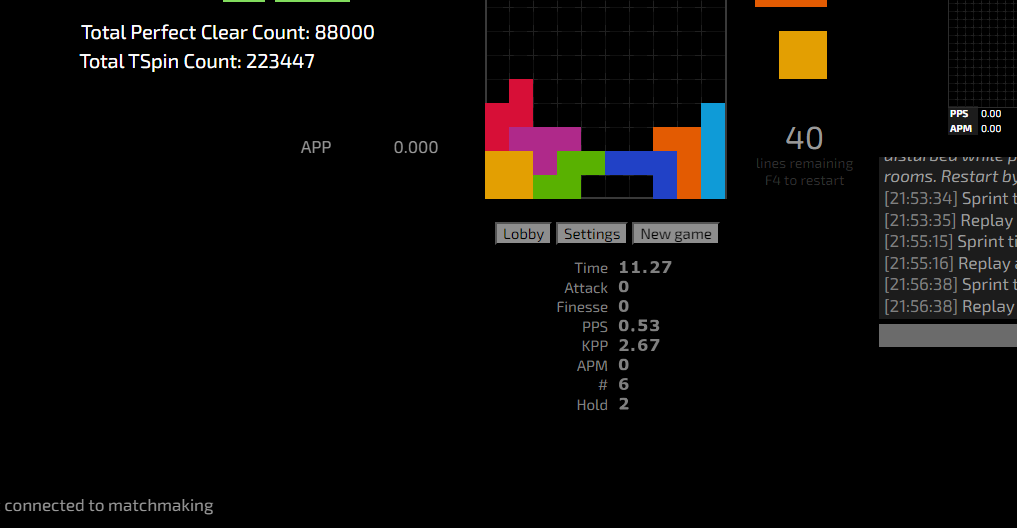 Total Perfect Clear Count: 88000
Total TSpin Count: 223447
APP 0.000
40
lines remaining
F4 to restart
Lobby Settings New game
Time 11.27
Attack 0
Finesse 0
PPS 0.53
KPP 2.67
APM 0
# 6
Hold 2
PPS 0.00
APM 0.00
disturbed while
rooms. Restart by
[21:53:34] Sprint
[21:53:35] Replay
[21:55:15] Sprint
[21:55:16] Replay
[21:56:38] Sprint
[21:56:38] Replay
connected to matchmaking